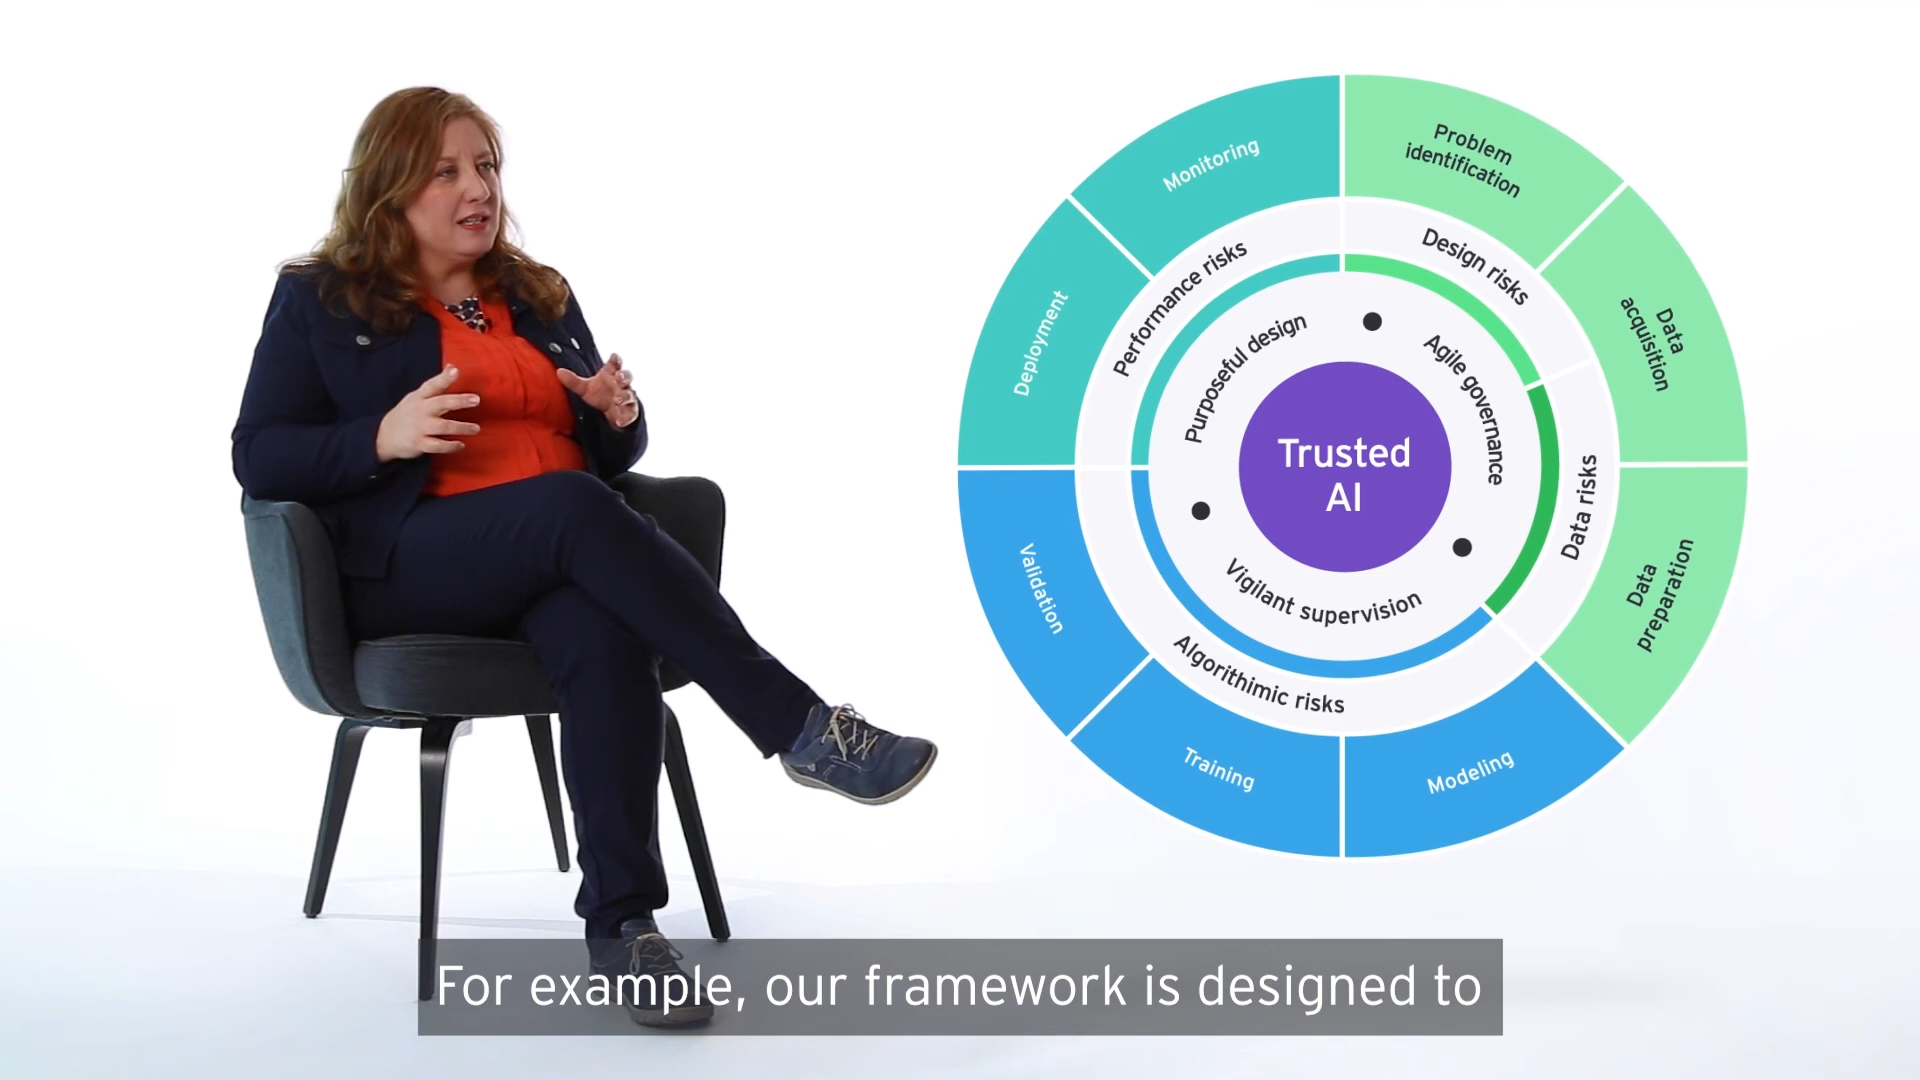 Monitoring
Problem
identification
Data
acquisition
Data
preparation
Modeling
Training
Validation
Deployment
Performance risks
Design risks
Data risks
Algorithimic risks
Purposeful design
Agile governance
Vigilant supervision
Trusted
AI
For example, our framework is designed to